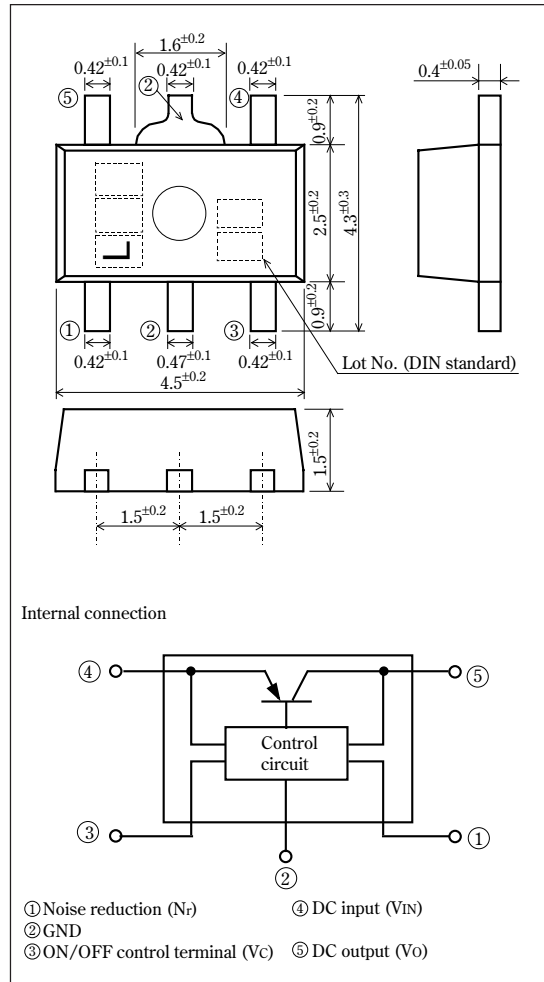 1.6±0.2
0.42±0.1 0.42±0.1 0.42±0.1
⑤ ② ④
0.4±0.05
0.9±0.2
2.5±0.2
4.3±0.3
0.9±0.2
L
① ② ③
0.42±0.1 0.47±0.1 0.42±0.1
Lot No. (DIN standard)
4.5±0.2
1.5±0.2
1.5±0.2 1.5±0.2
Internal connection
④ ⑤
Control
circuit
③ ①
②
①Noise reduction (Nr) ④ DC input (VIN)
②GND
③ON/OFF control terminal (VC) ⑤ DC output (VO)